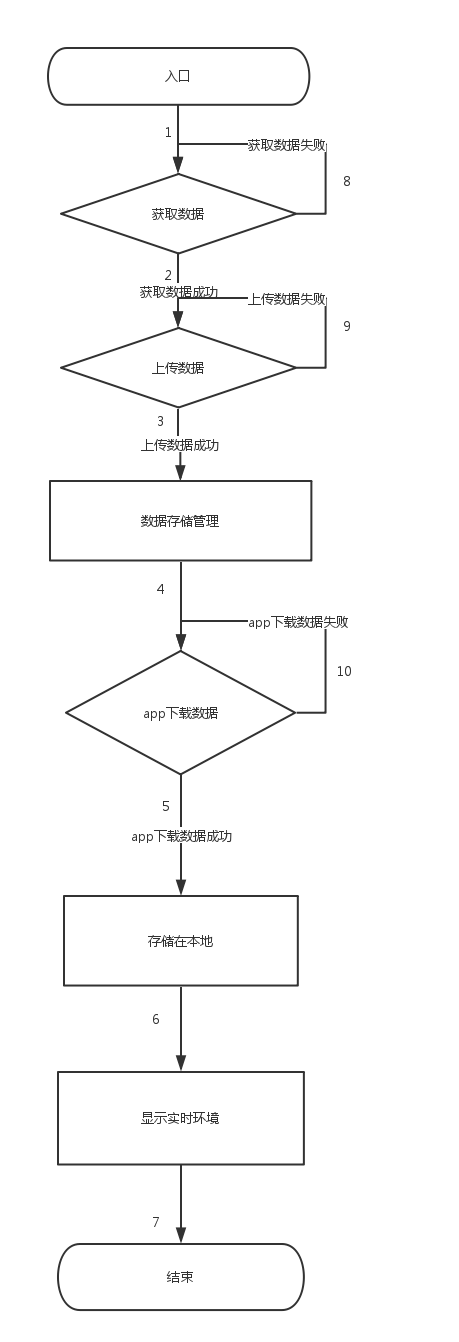 入口
1
获取数据失败
8
获取数据
2
获取数据成功
上传数据失败
9
上传数据
3
上传数据成功
数据存储管理
4
app下载数据失败
10
app下载数据
5
app下载数据成功
存储在本地
6
显示实时环境
7
结束